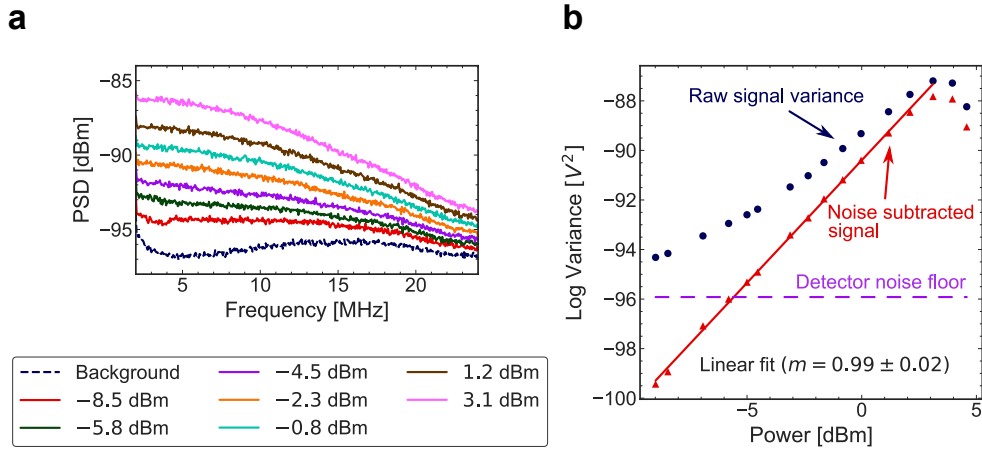 a
PSD [dBm]
−85
−90
−95
5
10
15
20
Frequency [MHz]
Background
−8.5 dBm
−5.8 dBm
−4.5 dBm
−2.3 dBm
−0.8 dBm
1.2 dBm
3.1 dBm
b
Log Variance [V²]
−88
−90
−92
−94
−96
−98
−100
−5
0
5
Power [dBm]
Raw signal variance
Noise subtracted
signal
Detector noise floor
Linear fit (m = 0.99 ± 0.02)